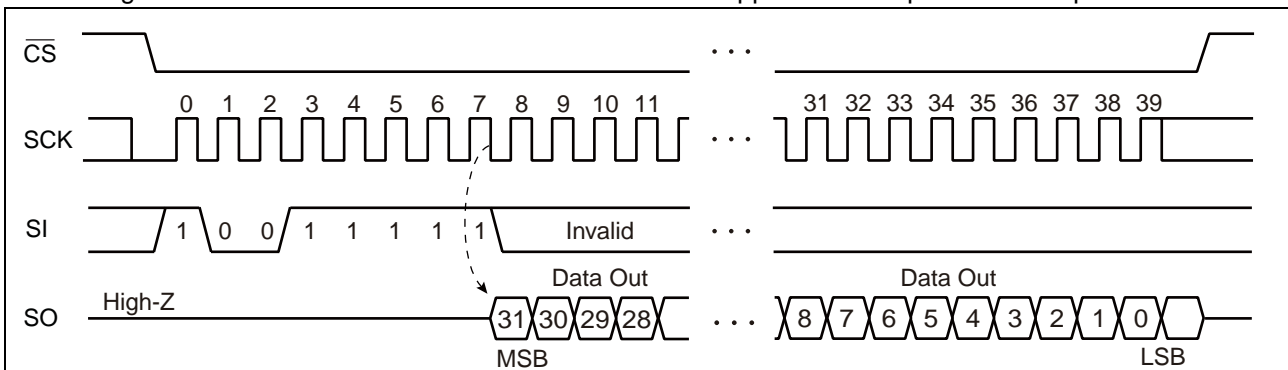 CS
0 1 2 3 4 5 6 7 8 9 10 11 31 32 33 34 35 36 37 38 39
SCK
SI 1 0 0 1 1 1 1 1 Invalid
Data Out Data Out
High-Z
SO 31 30 29 28 8 7 6 5 4 3 2 1 0
MSB LSB